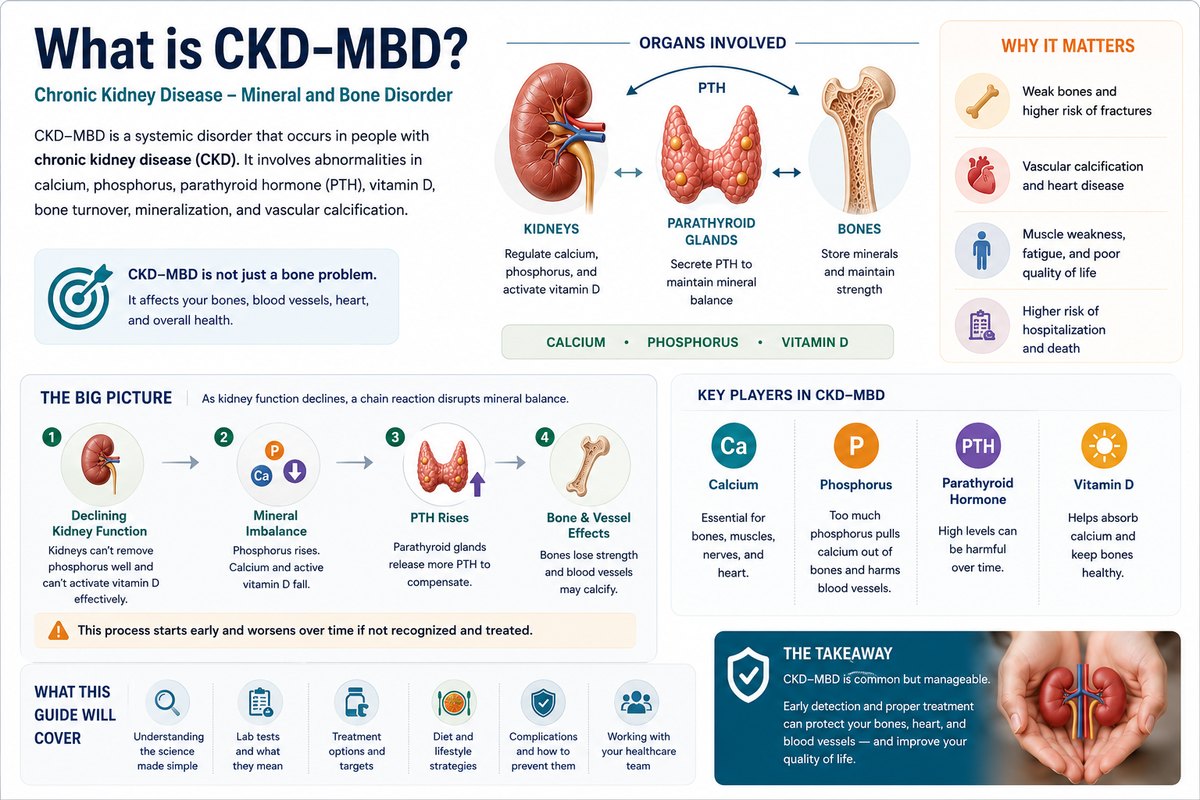 What is CKD–MBD?
Chronic Kidney Disease – Mineral and Bone Disorder
CKD–MBD is a systemic disorder that occurs in people with
chronic kidney disease (CKD). It involves abnormalities in
calcium, phosphorus, parathyroid hormone (PTH), vitamin D,
bone turnover, mineralization, and vascular calcification.
CKD–MBD is not just a bone problem.
It affects your bones, blood vessels, heart,
and overall health.
ORGANS INVOLVED
PTH
KIDNEYS
Regulate calcium,
phosphorus, and
activate vitamin D
PARATHYROID
GLANDS
Secrete PTH to
maintain mineral
balance
BONES
Store minerals
and maintain
strength
CALCIUM • PHOSPHORUS • VITAMIN D
WHY IT MATTERS
Weak bones and
higher risk of fractures
Vascular calcification
and heart disease
Muscle weakness,
fatigue, and poor
quality of life
Higher risk of
hospitalization
and death
THE BIG PICTURE
As kidney function declines, a chain reaction disrupts mineral balance.
1
Declining
Kidney Function
Kidneys can't remove
phosphorus well and
can't activate vitamin D
effectively.
2
P
Ca
Mineral
Imbalance
Phosphorus rises.
Calcium and active
vitamin D fall.
3
PTH Rises
Parathyroid glands
release more PTH to
compensate.
4
Bone & Vessel
Effects
Bones lose strength
and blood vessels
may calcify.
This process starts early and worsens over time if not recognized and treated.
KEY PLAYERS IN CKD–MBD
Ca
Calcium
Essential for
bones, muscles,
nerves, and
heart.
P
Phosphorus
Too much
phosphorus pulls
calcium out of
bones and harms
blood vessels.
PTH
Parathyroid
Hormone
High levels can
be harmful
over time.
Vitamin D
Helps absorb
calcium and
keep bones
healthy.
WHAT THIS
GUIDE WILL
COVER
Understanding
the science
made simple
Lab tests
and what
they mean
Treatment
options and
targets
Diet and
lifestyle
strategies
Complications
and how to
prevent them
Working with
your healthcare
team
THE TAKEAWAY
CKD–MBD is common but manageable.
Early detection and proper treatment
can protect your bones, heart, and
blood vessels — and improve your
quality of life.